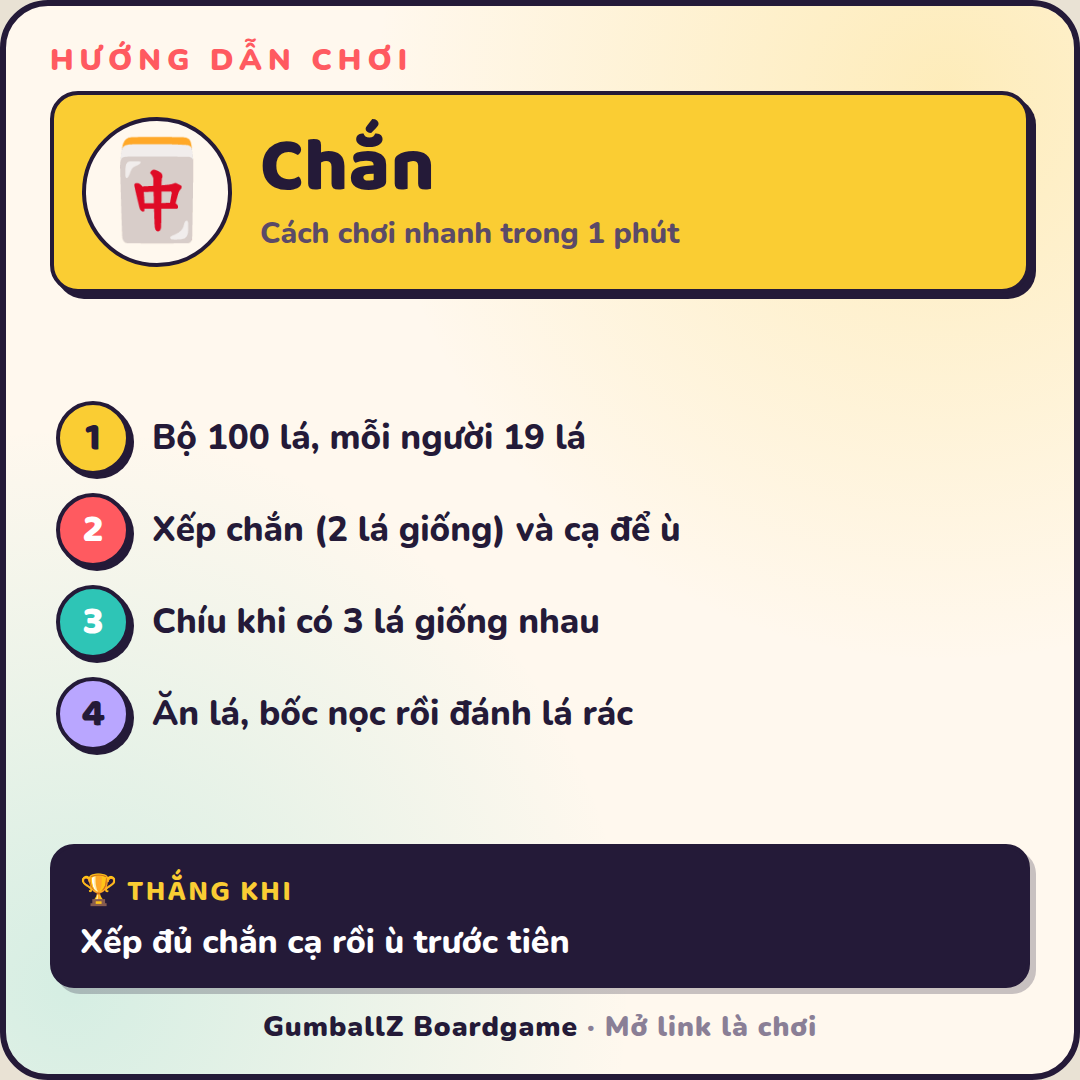 HƯỚNG DẪN CHƠI
中
Chắn
Cách chơi nhanh trong 1 phút
1 Bộ 100 lá, mỗi người 19 lá
2 Xếp chắn (2 lá giống) và cạ để ù
3 Chíu khi có 3 lá giống nhau
4 Ăn lá, bốc nọc rồi đánh lá rác
THẮNG KHI
Xếp đủ chắn cạ rồi ù trước tiên
GumballZ Boardgame · Mở link là chơi